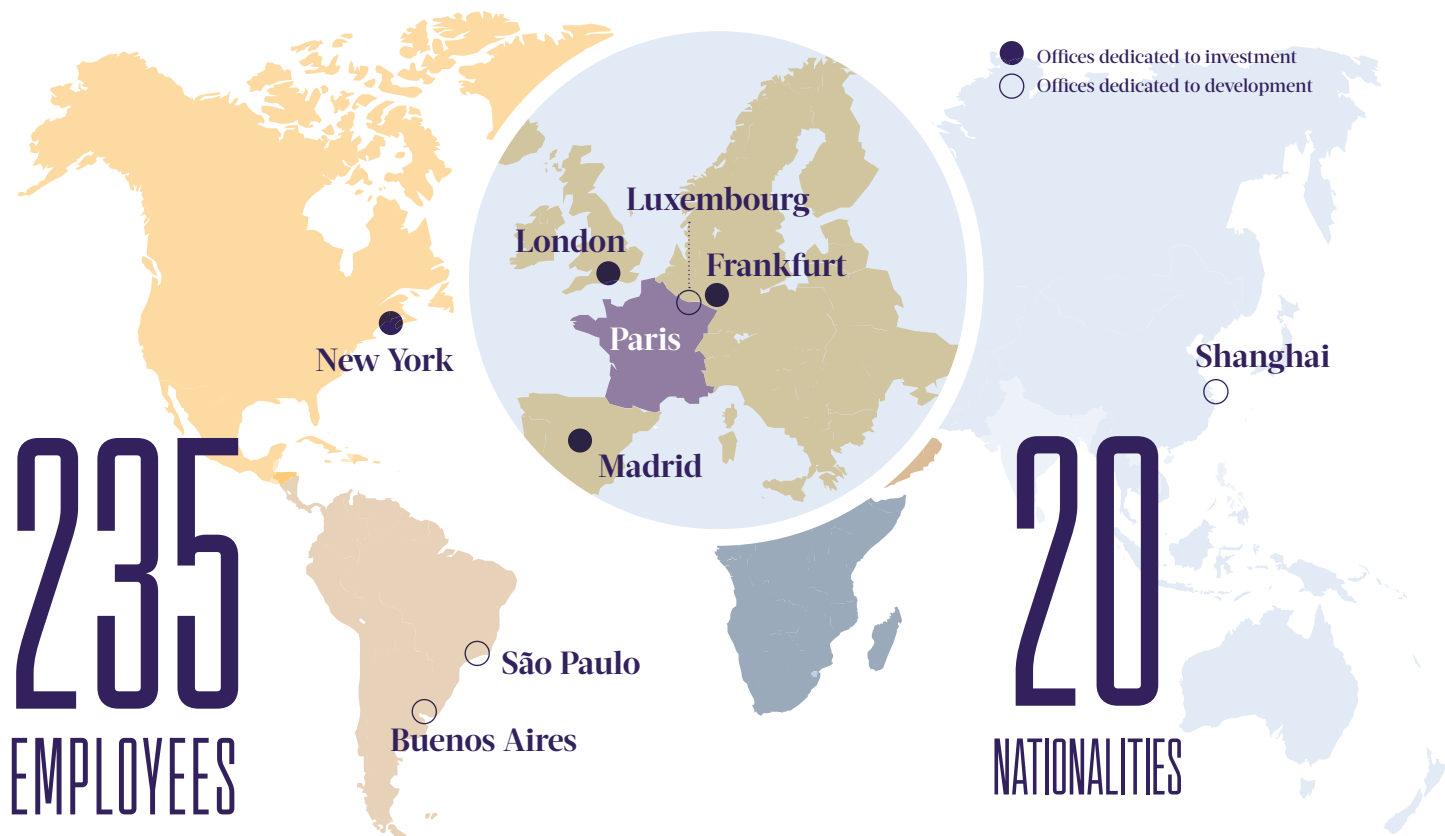 Offices dedicated to investment
Offices dedicated to development
Luxembourg
London
Frankfurt
Paris
New York
Shanghai
Madrid
235
EMPLOYEES
20
NATIONALITIES
São Paulo
Buenos Aires